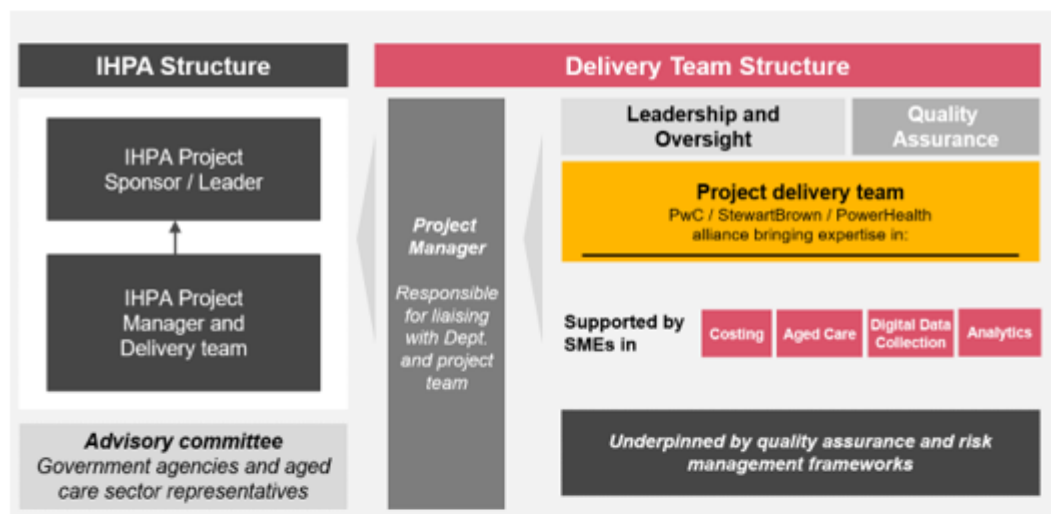 IHPA Structure
IHPA Project
Sponsor / Leader
IHPA Project
Manager and
Delivery team
Advisory committee
Government agencies and aged
care sector representatives
Delivery Team Structure
Project
Manager
Responsible
for liaising
with Dept.
and project
team
Leadership and
Oversight
Quality
Assurance
Project delivery team
PwC / StewartBrown / PowerHealth
alliance bringing expertise in:
Supported by
SMEs in
Costing
Aged Care
Digital Data
Collection
Analytics
Underpinned by quality assurance and risk
management frameworks